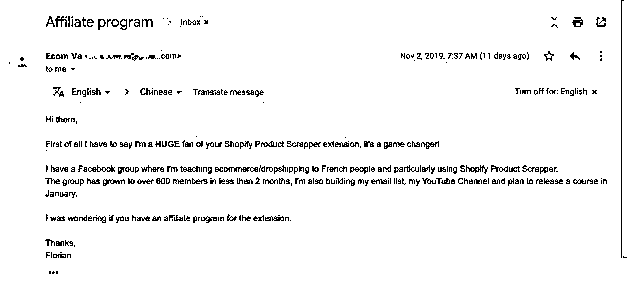 Affiliate program Inbox ×
Ecom Va
Nov 2, 2019, 7:37 AM (11 days ago)
to me
English > Chinese Translate message Turn off for: English ×
Hi there,
First of all I have to say I'm a HUGE fan of your Shopify Product Scrapper extension, it's a game changer!
I have a Facebook group where I'm teaching ecommerce/dropshipping to French people and particularly using Shopify Product Scrapper.
The group has grown to over 600 members in less than 2 months, I'm also building my email list, my YouTube Channel and plan to release a course in
January.
I was wondering if you have an affiliate program for the extension.
Thanks,
Florian